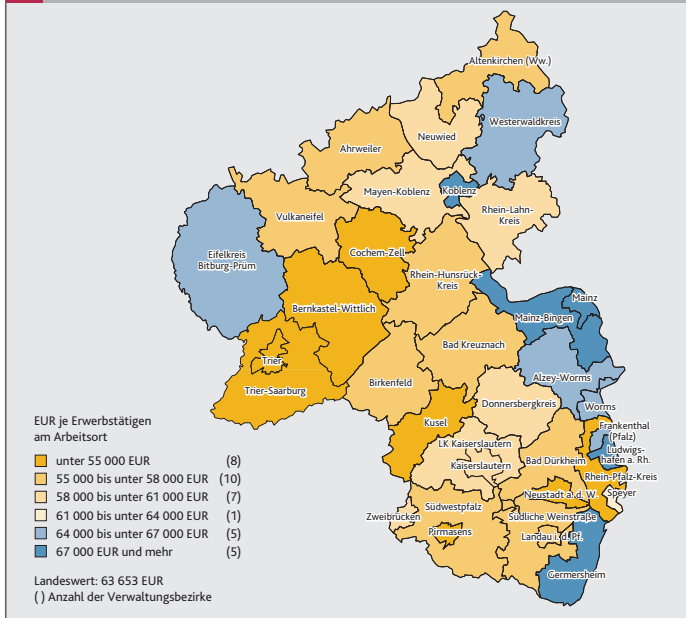 Altenkirchen (Ww.)
Westerwaldkreis
Neuwied
Ahrweiler
Mayen-Koblenz
Koblenz
Rhein-Lahn-
Kreis
Vulkaneifel
Cochem-Zell
Eifelkreis
Bitburg-Prüm
Rhein-Hunsrück-
Kreis
Bernkastel-Wittlich
Mainz
Mainz-Bingen
Bad Kreuznach
Trier
Alzey-Worms
Birkenfeld
Trier-Saarburg
Donnersbergkreis
Worms
Kusel
Frankenthal
(Pfalz)
LK Kaiserslautern
Ludwigs-
hafen a. Rh.
Kaiserslautern
Bad Dürkheim
Rhein-Pfalz-Kreis
Neustadt a. d. W.
Speyer
Südwestpfalz
Zweibrücken
Südliche Weinstraße
Pirmasens
Landau i. d. Pf.
Germersheim
EUR je Erwerbstätigen
am Arbeitsort
unter 55 000 EUR (8)
55 000 bis unter 58 000 EUR (10)
58 000 bis unter 61 000 EUR (7)
61 000 bis unter 64 000 EUR (1)
64 000 bis unter 67 000 EUR (5)
67 000 EUR und mehr (5)
Landeswert: 63 653 EUR
( ) Anzahl der Verwaltungsbezirke